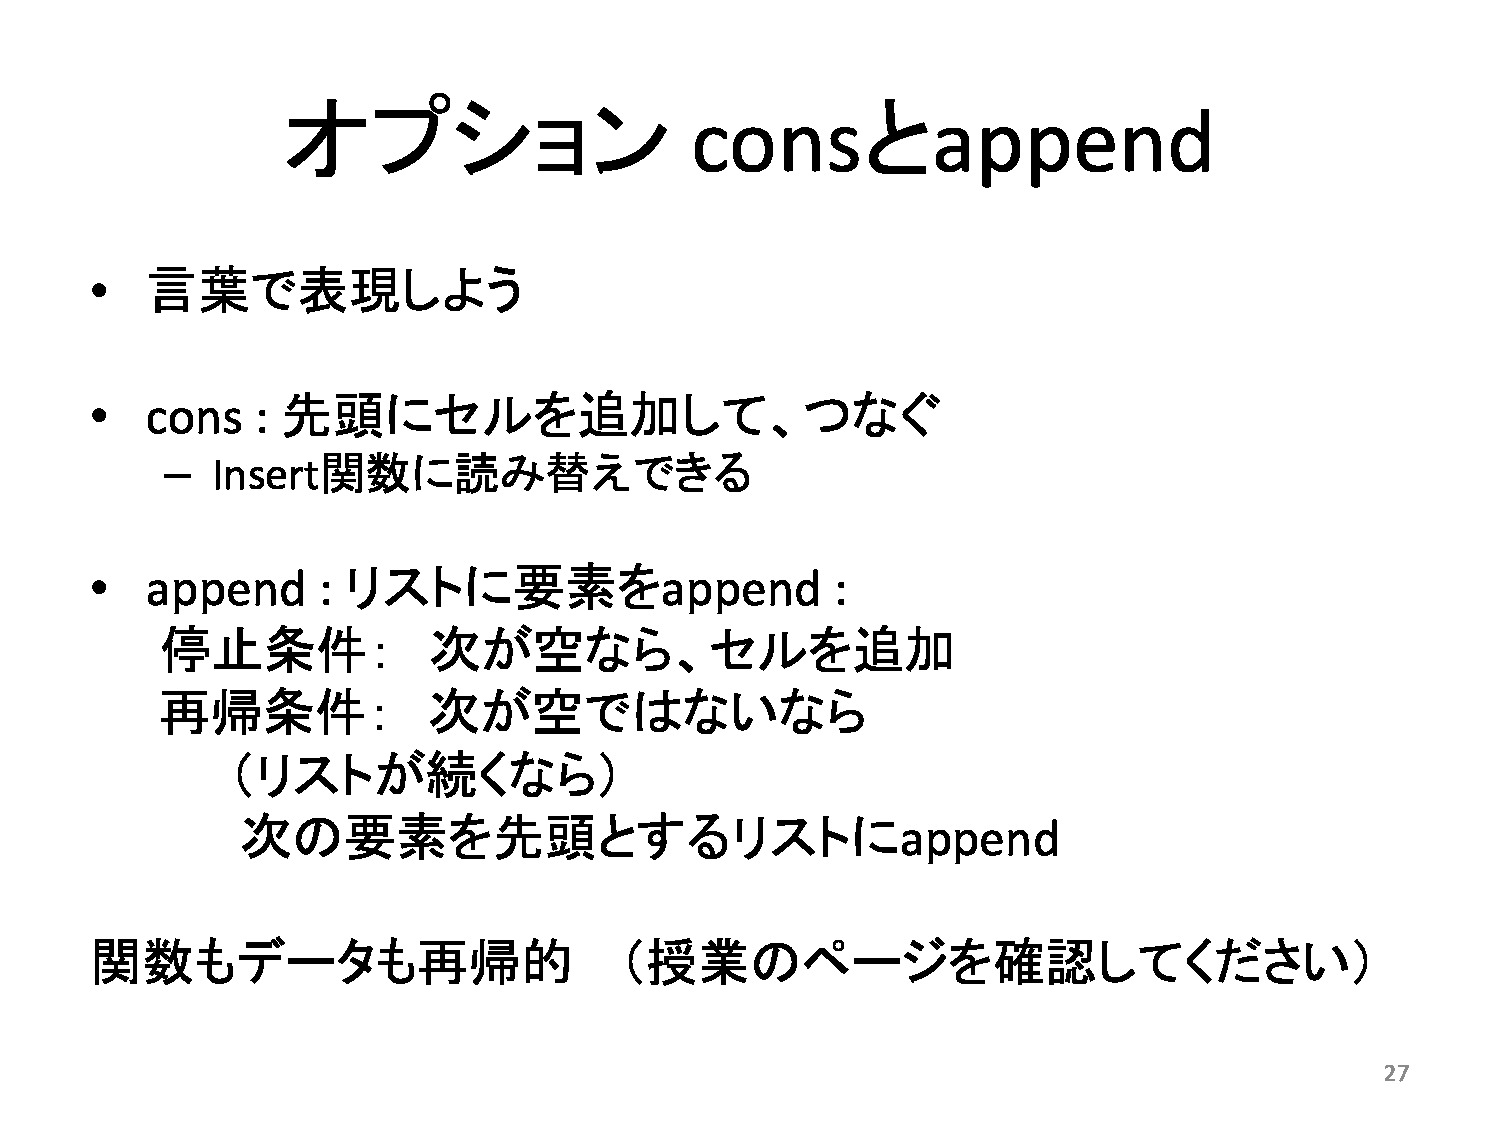 オプション consとappend
• 言葉で表現しよう
• cons : 先頭にセルを追加して、つなぐ
– Insert関数に読み替えできる
• append : リストに要素をappend :
停止条件： 次が空なら、セルを追加
再帰条件： 次が空ではないなら
（リストが続くなら）
次の要素を先頭とするリストにappend
関数もデータも再帰的 （授業のページを確認してください）
27